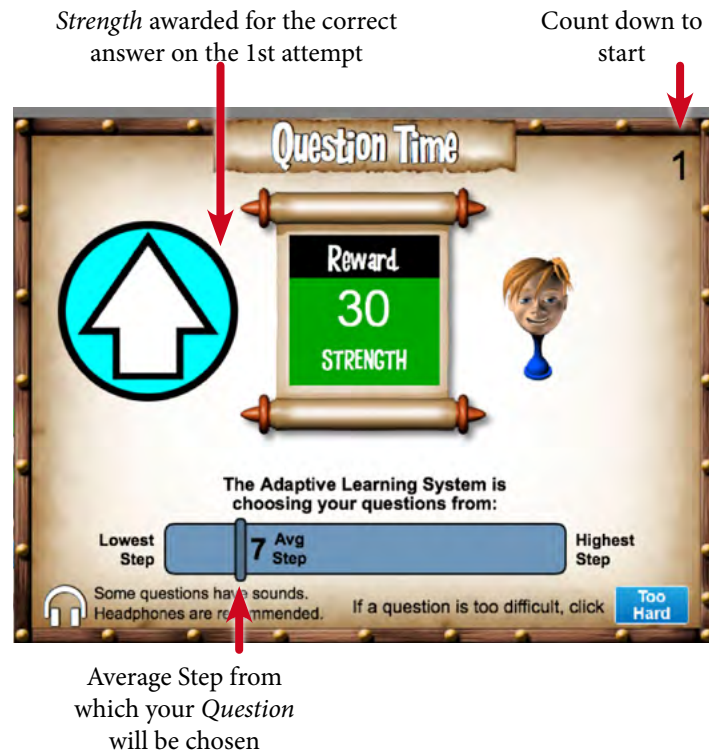 Strength awarded for the correct
answer on the 1st attempt
Count down to
start
Question Time
1
Reward
30
STRENGTH
The Adaptive Learning System is
choosing your questions from:
Lowest
Step
7
Avg
Step
Highest
Step
Some questions have sounds.
Headphones are recommended.
If a question is too difficult, click
Too
Hard
Average Step from
which your Question
will be chosen